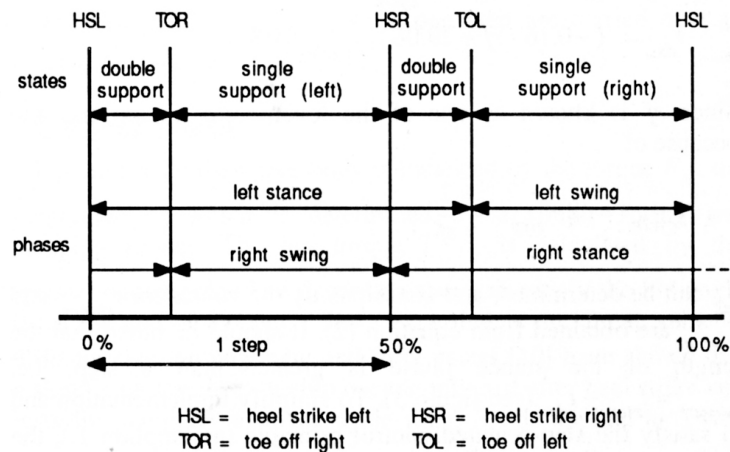 HSL TOR HSR TOL HSL
states
double support
single support (left)
double support
single support (right)
left stance left swing
phases
right swing right stance
0% 1 step 50% 100%
HSL = heel strike left HSR = heel strike right
TOR = toe off right TOL = toe off left